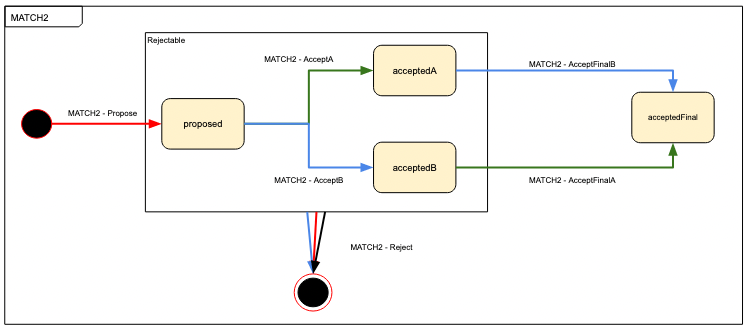 MATCH2
Rejectable
MATCH2 - AcceptA
acceptedA
MATCH2 - AcceptFinalB
MATCH2 - Propose
proposed
acceptedFinal
MATCH2 - AcceptB
acceptedB
MATCH2 - AcceptFinalA
MATCH2 - Reject